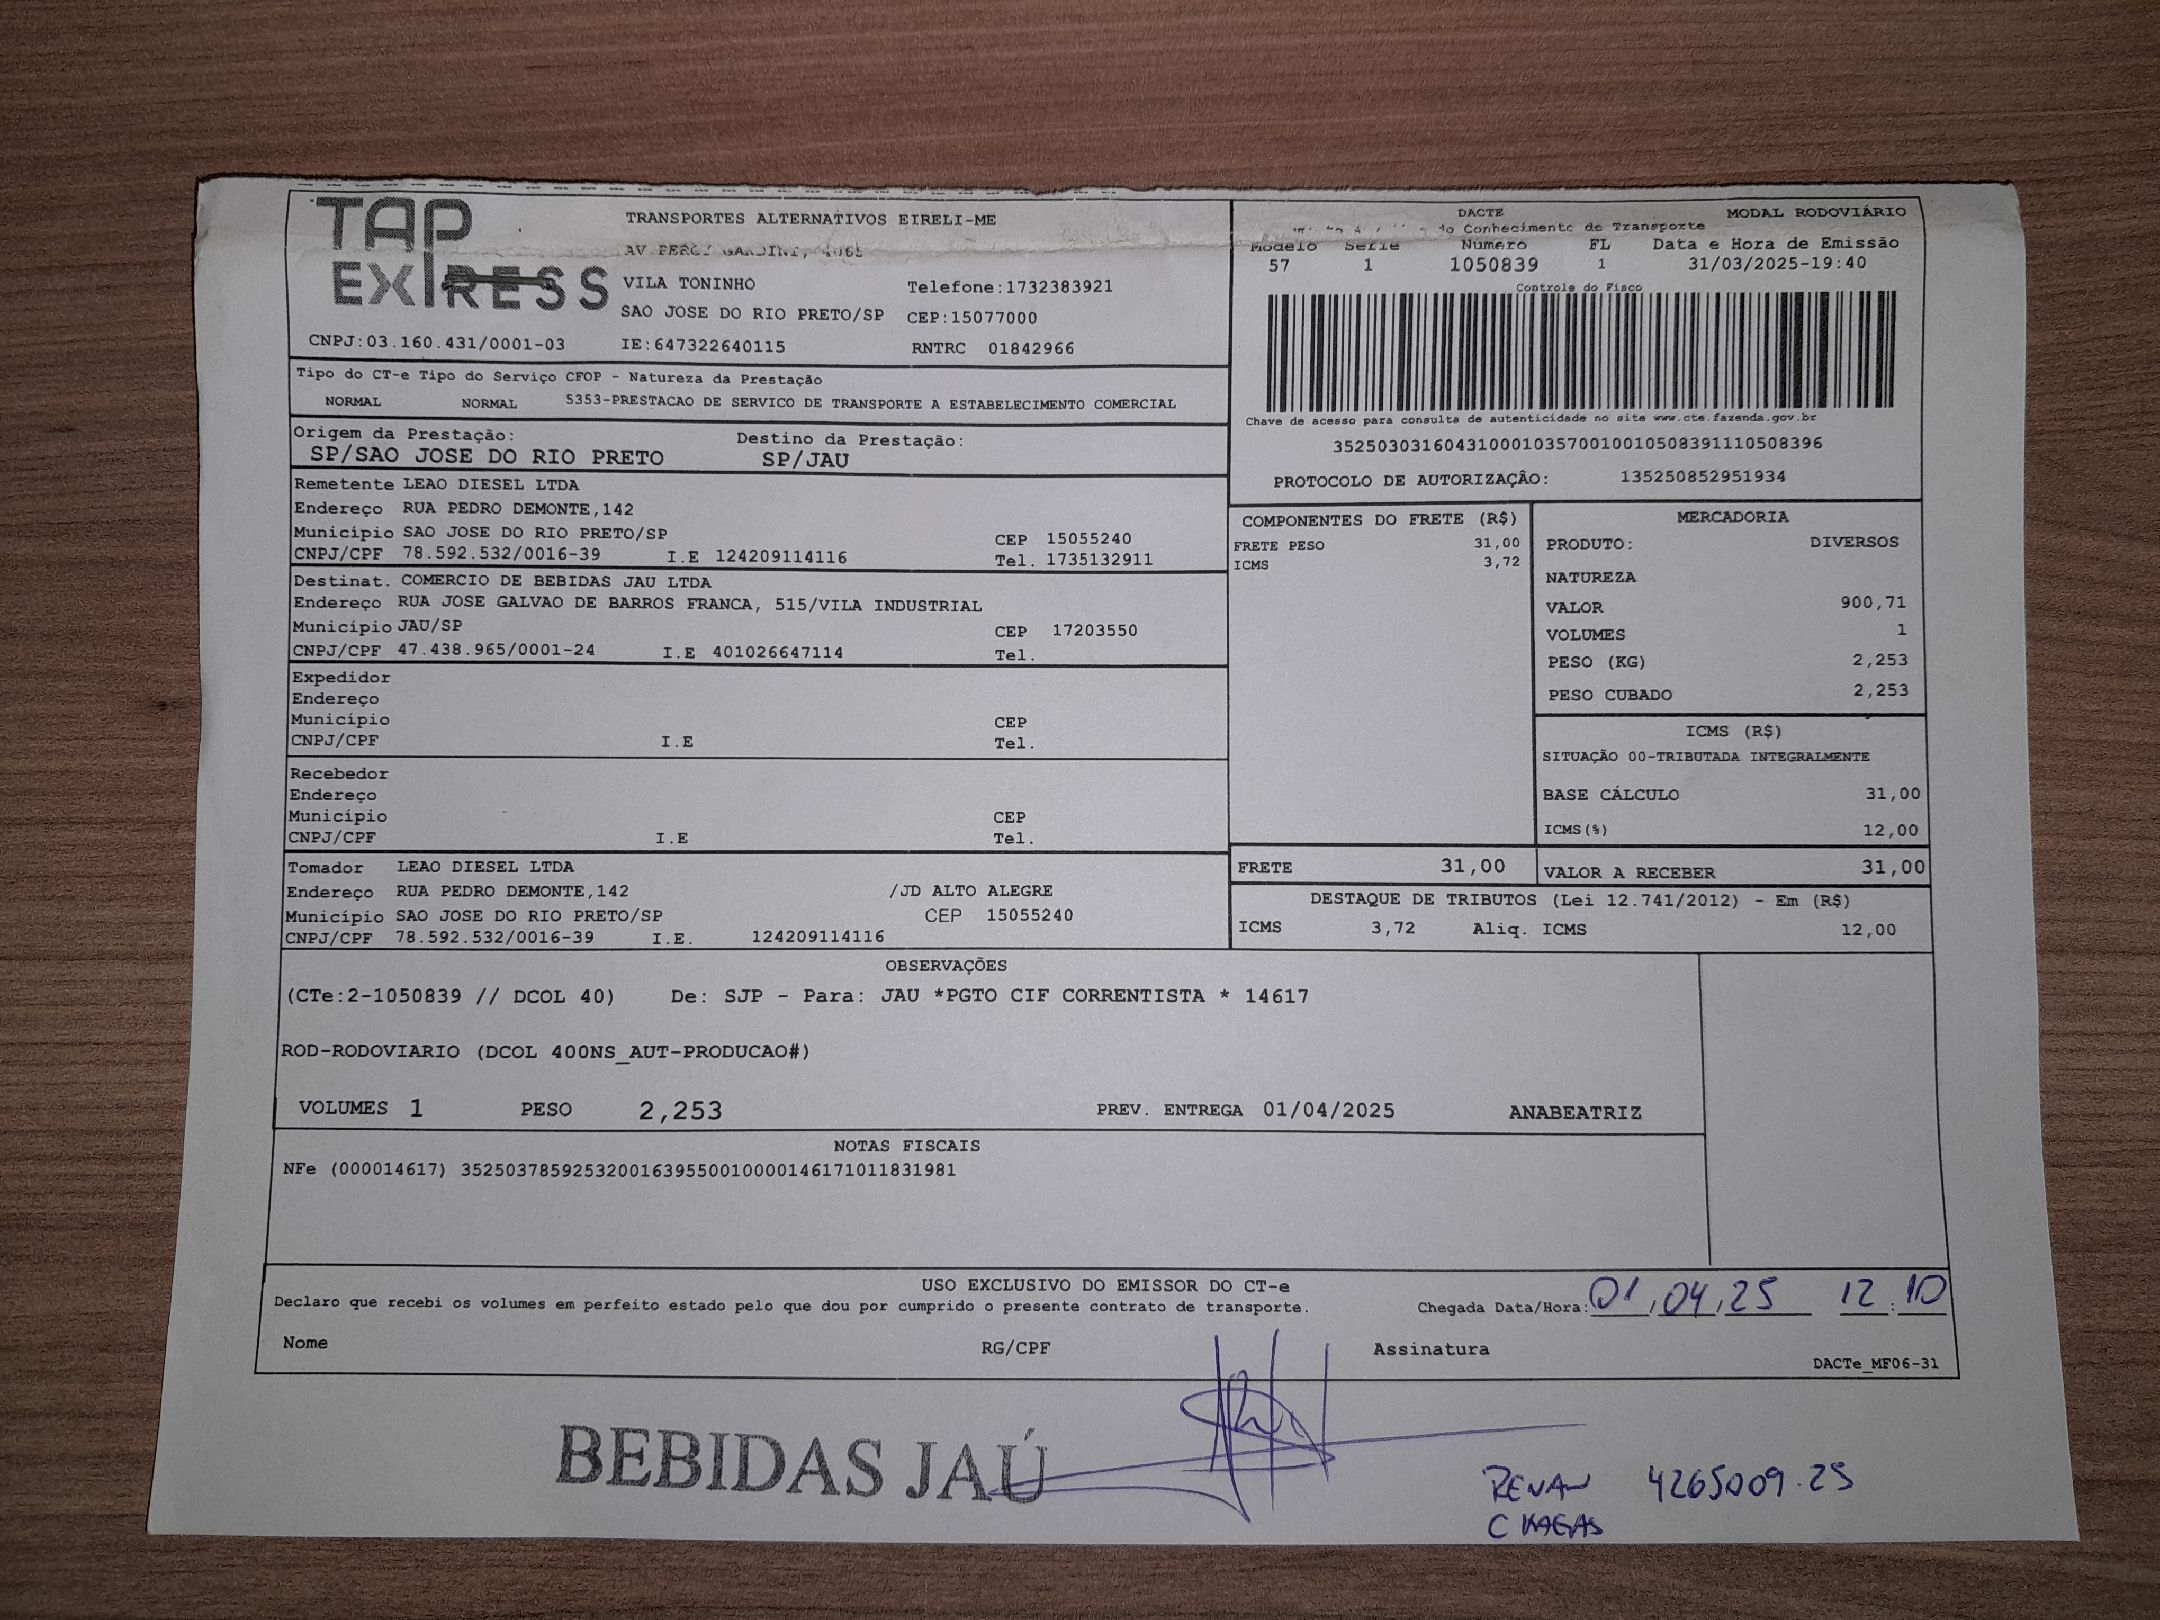 TAP
EXPRESS
TRANSPORTES ALTERNATIVOS EIRELI-ME
AV PERCY GANDINI,
VILA TONINHO Telefone:1732383921
SAO JOSE DO RIO PRETO/SP CEP:15077000
CNPJ:03.160.431/0001-03 IE:647322640115 RNTRC 01842966
DACTE MODAL RODOVIÁRIO
do Conhecimento de Transporte
Modelo Serie Número FL Data e Hora de Emissão
57 1 1050839 1 31/03/2025-19:40
Controle do Fisco
Chave de acesso para consulta de autenticidade no site www.cte.fazenda.gov.br
35250303160431000103570010010508391110508396
PROTOCOLO DE AUTORIZAÇÃO: 135250852951934
Tipo do CT-e Tipo do Serviço CFOP - Natureza da Prestação
NORMAL NORMAL 5353-PRESTACAO DE SERVICO DE TRANSPORTE A ESTABELECIMENTO COMERCIAL
Origem da Prestação: Destino da Prestação:
SP/SAO JOSE DO RIO PRETO SP/JAU
Remetente LEAO DIESEL LTDA
Endereço RUA PEDRO DEMONTE,142
Município SAO JOSE DO RIO PRETO/SP CEP 15055240
CNPJ/CPF 78.592.532/0016-39 I.E 124209114116 Tel. 1735132911
Destinat. COMERCIO DE BEBIDAS JAU LTDA
Endereço RUA JOSE GALVAO DE BARROS FRANCA, 515/VILA INDUSTRIAL
Município JAU/SP CEP 17203550
CNPJ/CPF 47.438.965/0001-24 I.E 401026647114 Tel.
Expedidor
Endereço
Município CEP
CNPJ/CPF I.E Tel.
Recebedor
Endereço
Município CEP
CNPJ/CPF I.E Tel.
Tomador LEAO DIESEL LTDA
Endereço RUA PEDRO DEMONTE,142 /JD ALTO ALEGRE
Município SAO JOSE DO RIO PRETO/SP CEP 15055240
CNPJ/CPF 78.592.532/0016-39 I.E. 124209114116
COMPONENTES DO FRETE (R$)
FRETE PESO 31,00
ICMS 3,72
MERCADORIA
PRODUTO: DIVERSOS
NATUREZA
VALOR 900,71
VOLUMES 1
PESO (KG) 2,253
PESO CUBADO 2,253
ICMS (R$)
SITUAÇÃO 00-TRIBUTADA INTEGRALMENTE
BASE CÁLCULO 31,00
ICMS(%) 12,00
FRETE 31,00 VALOR A RECEBER 31,00
DESTAQUE DE TRIBUTOS (Lei 12.741/2012) - Em (R$)
ICMS 3,72 Aliq. ICMS 12,00
OBSERVAÇÕES
(CTe:2-1050839 // DCOL 40) De: SJP - Para: JAU *PGTO CIF CORRENTISTA * 14617
ROD-RODOVIARIO (DCOL 400NS_AUT-PRODUCAO#)
VOLUMES 1 PESO 2,253 PREV. ENTREGA 01/04/2025 ANABEATRIZ
NOTAS FISCAIS
NFe (000014617) 35250378592532001639550010000146171011831981
USO EXCLUSIVO DO EMISSOR DO CT-e
Declaro que recebi os volumes em perfeito estado pelo que dou por cumprido o presente contrato de transporte. Chegada Data/Hora: 01/04/25 12:10
Nome RG/CPF Assinatura
DACTe_MF06-31
BEBIDAS JAÚ
RENAN 4265009.25
CHAGAS